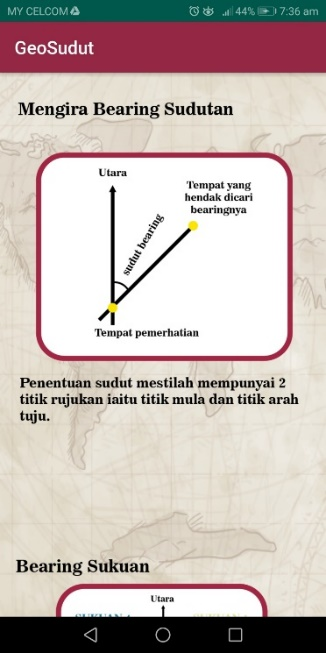 MY CELCOM
44% 7:36 am
GeoSudut
Mengira Bearing Sudutan
Utara
Tempat yang
hendak dicari
bearingnya
sudut bearing
Tempat pemerhatian
Penentuan sudut mestilah mempunyai 2
titik rujukan iaitu titik mula dan titik arah
tuju.
Bearing Sukuan
Utara